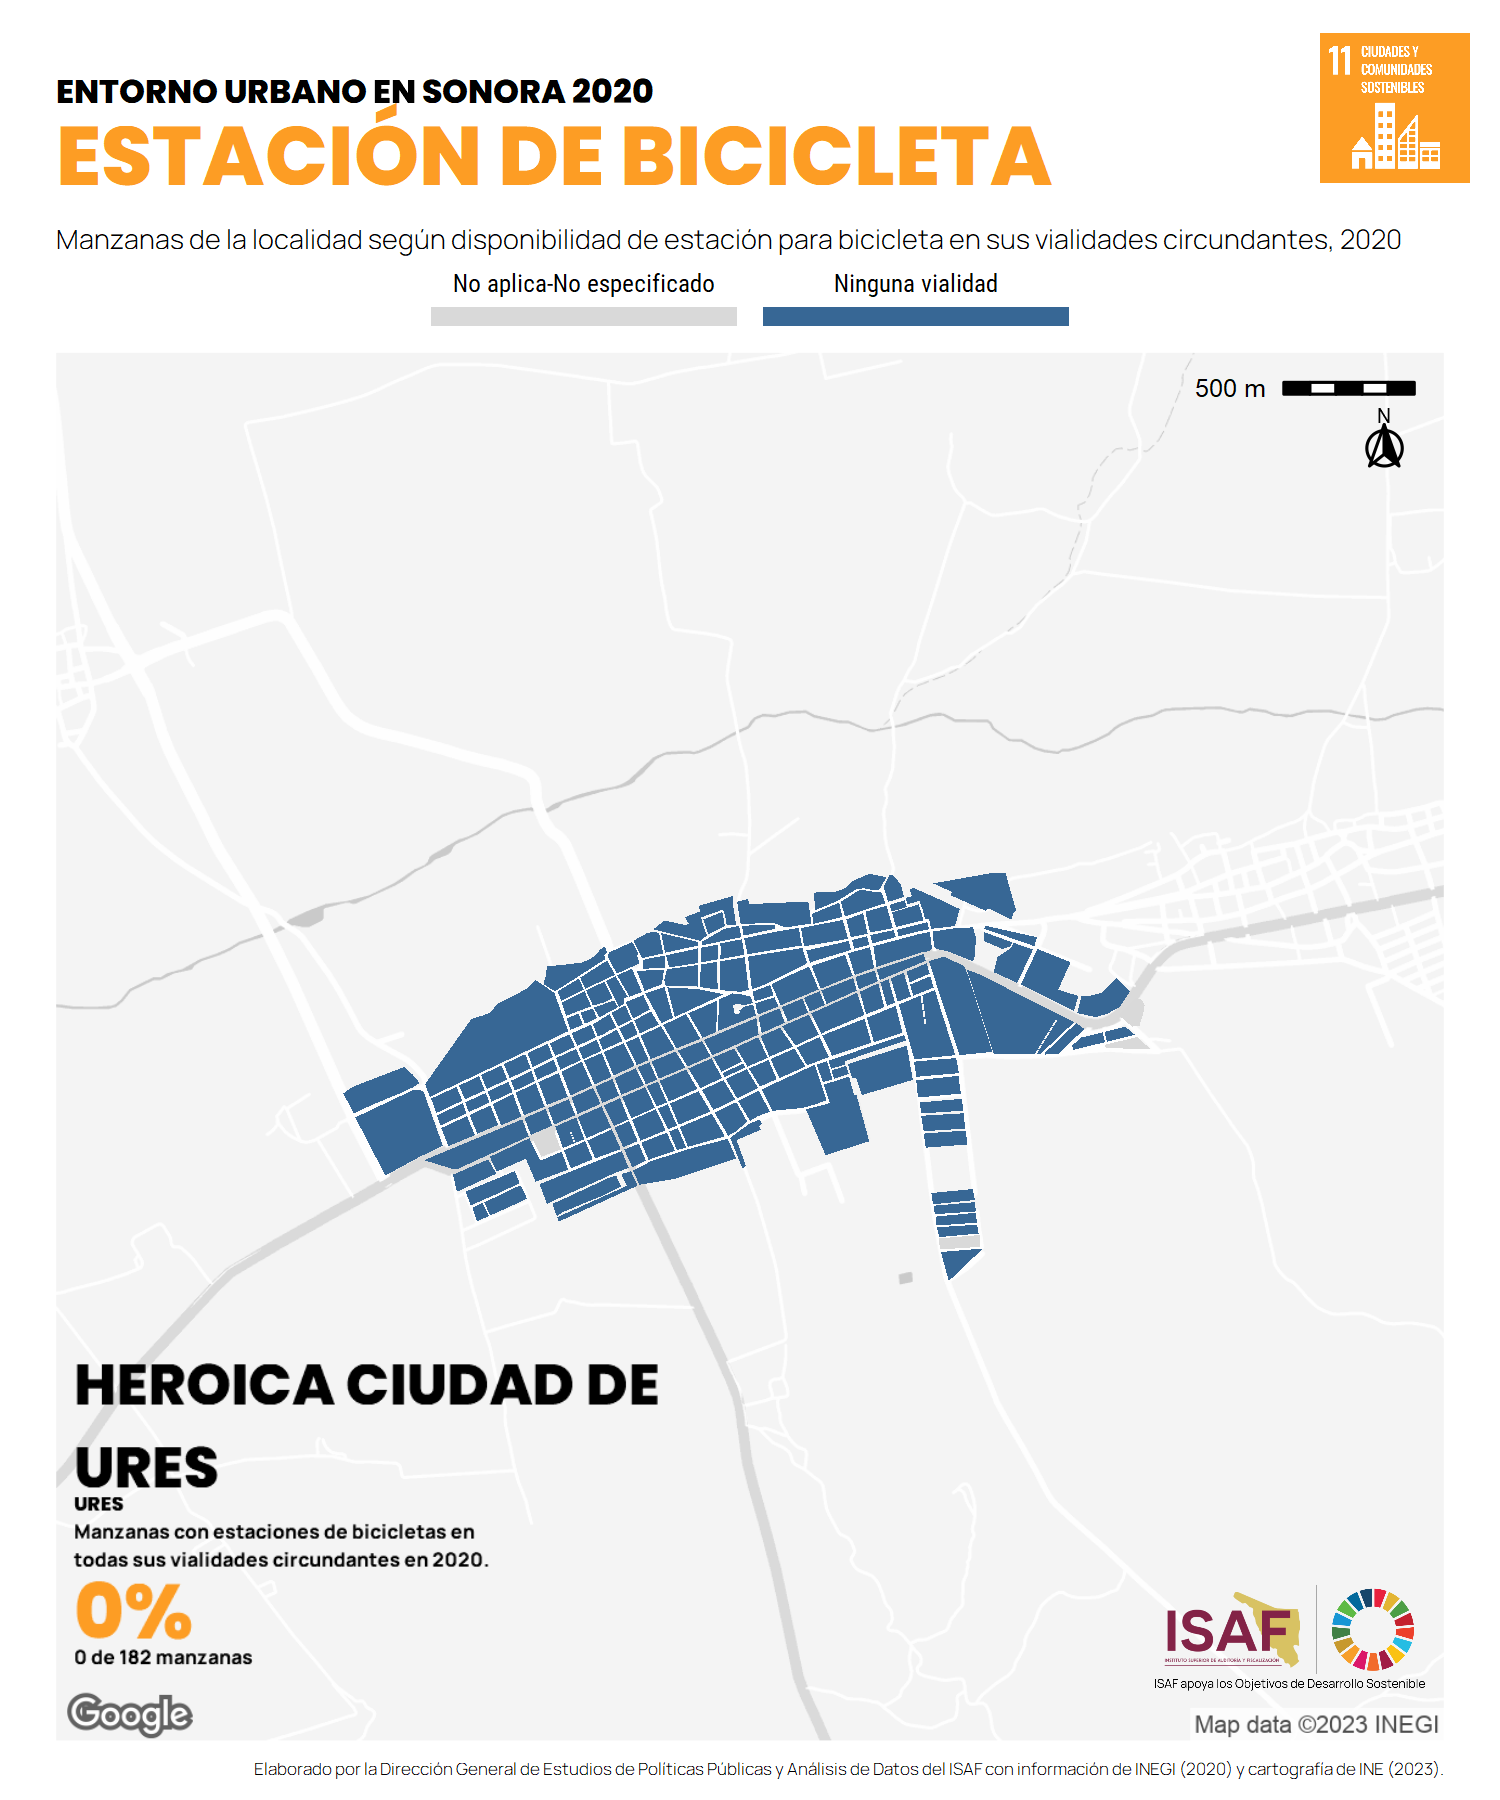 ENTORNO URBANO EN SONORA 2020
ESTACIÓN DE BICICLETA
11 CIUDADES Y
COMUNIDADES
SOSTENIBLES
Manzanas de la localidad según disponibilidad de estación para bicicleta en sus vialidades circundantes, 2020
No aplica-No especificado
Ninguna vialidad
500 m
N
HEROICA CIUDAD DE
URES
URES
Manzanas con estaciones de bicicletas en
todas sus vialidades circundantes en 2020.
0%
0 de 182 manzanas
Google
ISAF
INSTITUTO SUPERIOR DE AUDITORÍA Y FISCALIZACIÓN
ISAF apoya los Objetivos de Desarrollo Sostenible
Map data ©2023 INEGI
Elaborado por la Dirección General de Estudios de Políticas Públicas y Análisis de Datos del ISAF con información de INEGI (2020) y cartografía de INE (2023).